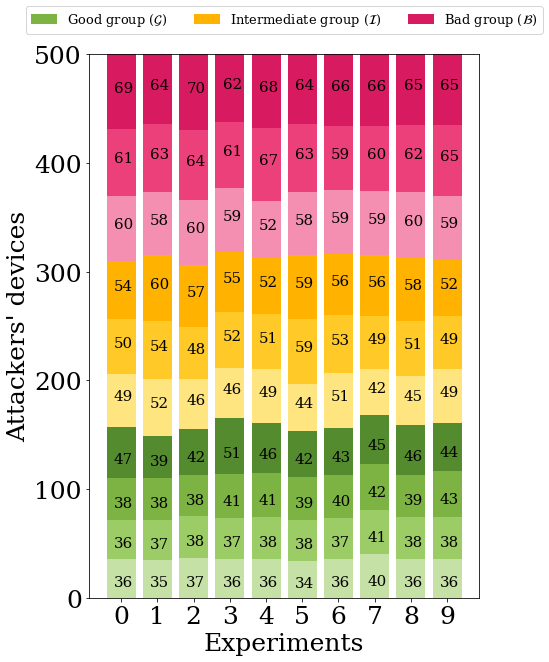 Good group (𝒢) Intermediate group (ℐ) Bad group (ℬ)
500
69 64 70 62 68 64 66 66 65 65
400
61 63 64 61 67 63 59 60 62 65
60 58 60 59 52 58 59 59 60 59
300
54 60 57 55 52 59 56 56 58 52
50 54 48 52 51 59 53 49 51 49
200
49 52 46 46 49 44 51 42 45 49
47 39 42 51 46 42 43 45 46 44
100
38 38 38 41 41 39 40 42 39 43
36 37 38 37 38 38 37 41 38 38
36 35 37 36 36 34 36 40 36 36
0
Attackers' devices
0 1 2 3 4 5 6 7 8 9
Experiments